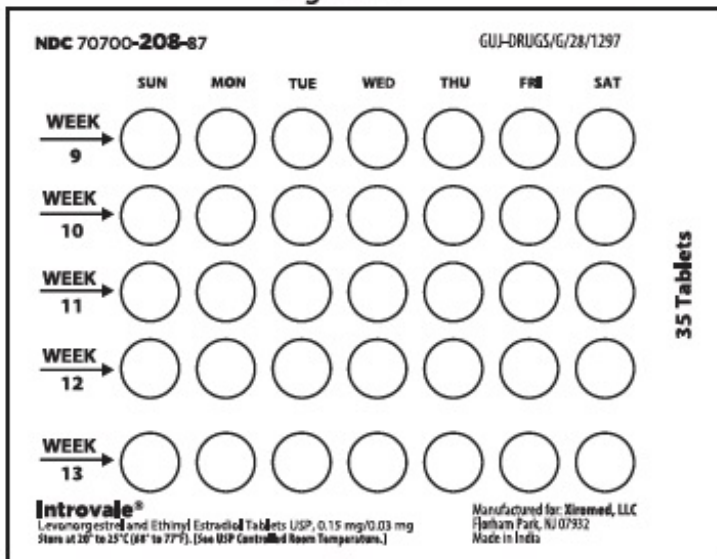 NDC 70700-208-87 GUJ-DRUGS/G/28/1297
SUN MON TUE WED THU FRI SAT
WEEK
9
WEEK
10
WEEK
11
WEEK
12
WEEK
13
35 Tablets
Introvale®
Levonorgestrel and Ethinyl Estradiol Tablets USP, 0.15 mg/0.03 mg
Store at 20° to 25°C (68° to 77°F). [See USP Controlled Room Temperature.]
Manufactured for: Xiromed, LLC
Florham Park, NJ 07932
Made in India